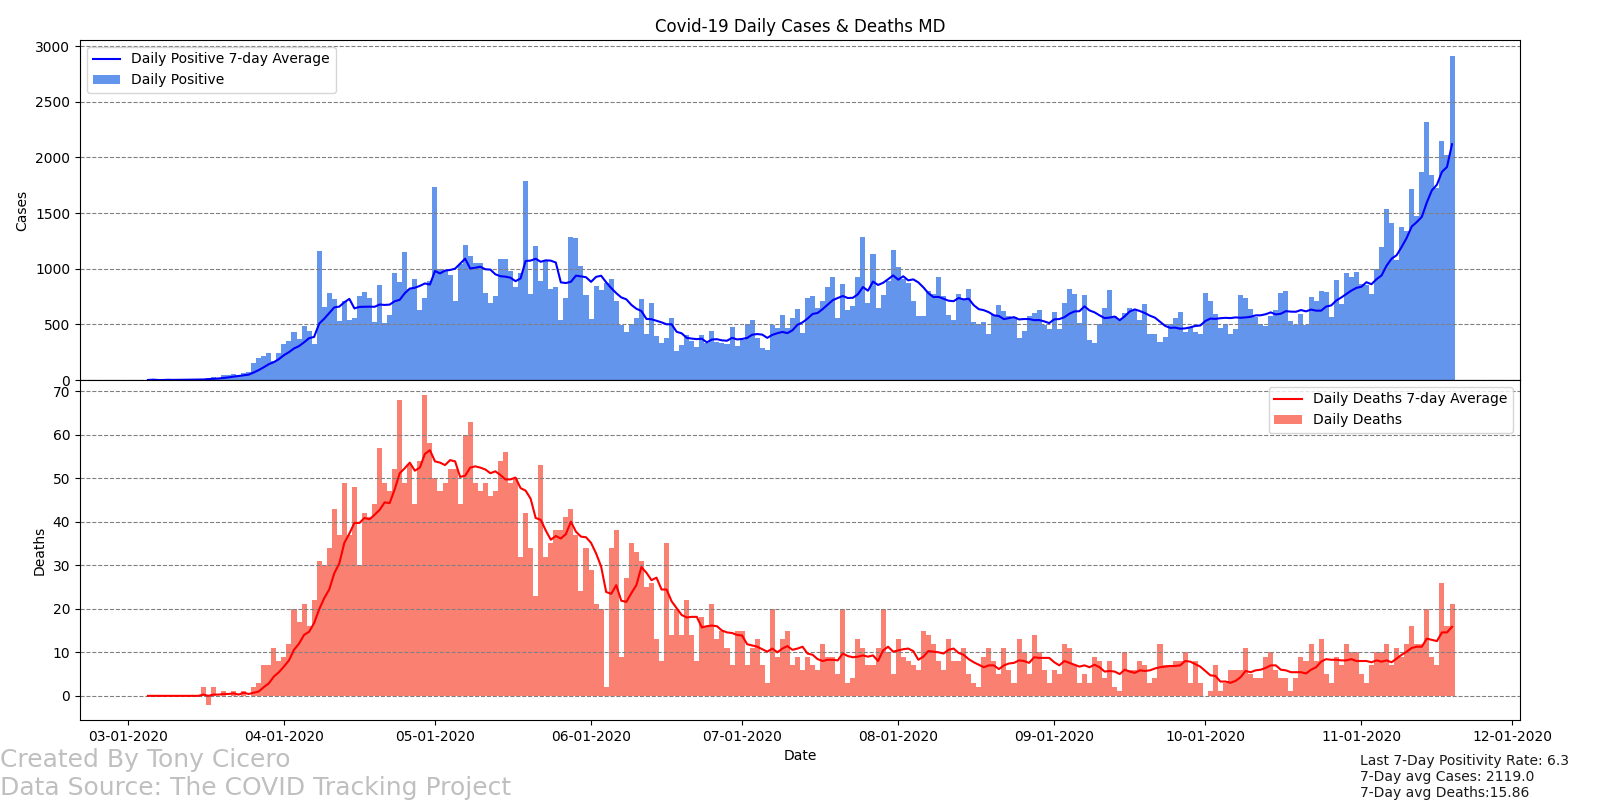 Covid-19 Daily Cases & Deaths MD
3000
2500
2000
1500
1000
500
0
Cases
Daily Positive 7-day Average
Daily Positive
70
60
50
40
30
20
10
0
Deaths
Daily Deaths 7-day Average
Daily Deaths
03-01-2020 04-01-2020 05-01-2020 06-01-2020 07-01-2020 08-01-2020 09-01-2020 10-01-2020 11-01-2020 12-01-2020
Date
Created By Tony Cicero
Data Source: The COVID Tracking Project
Last 7-Day Positivity Rate: 6.3
7-Day avg Cases: 2119.0
7-Day avg Deaths:15.86